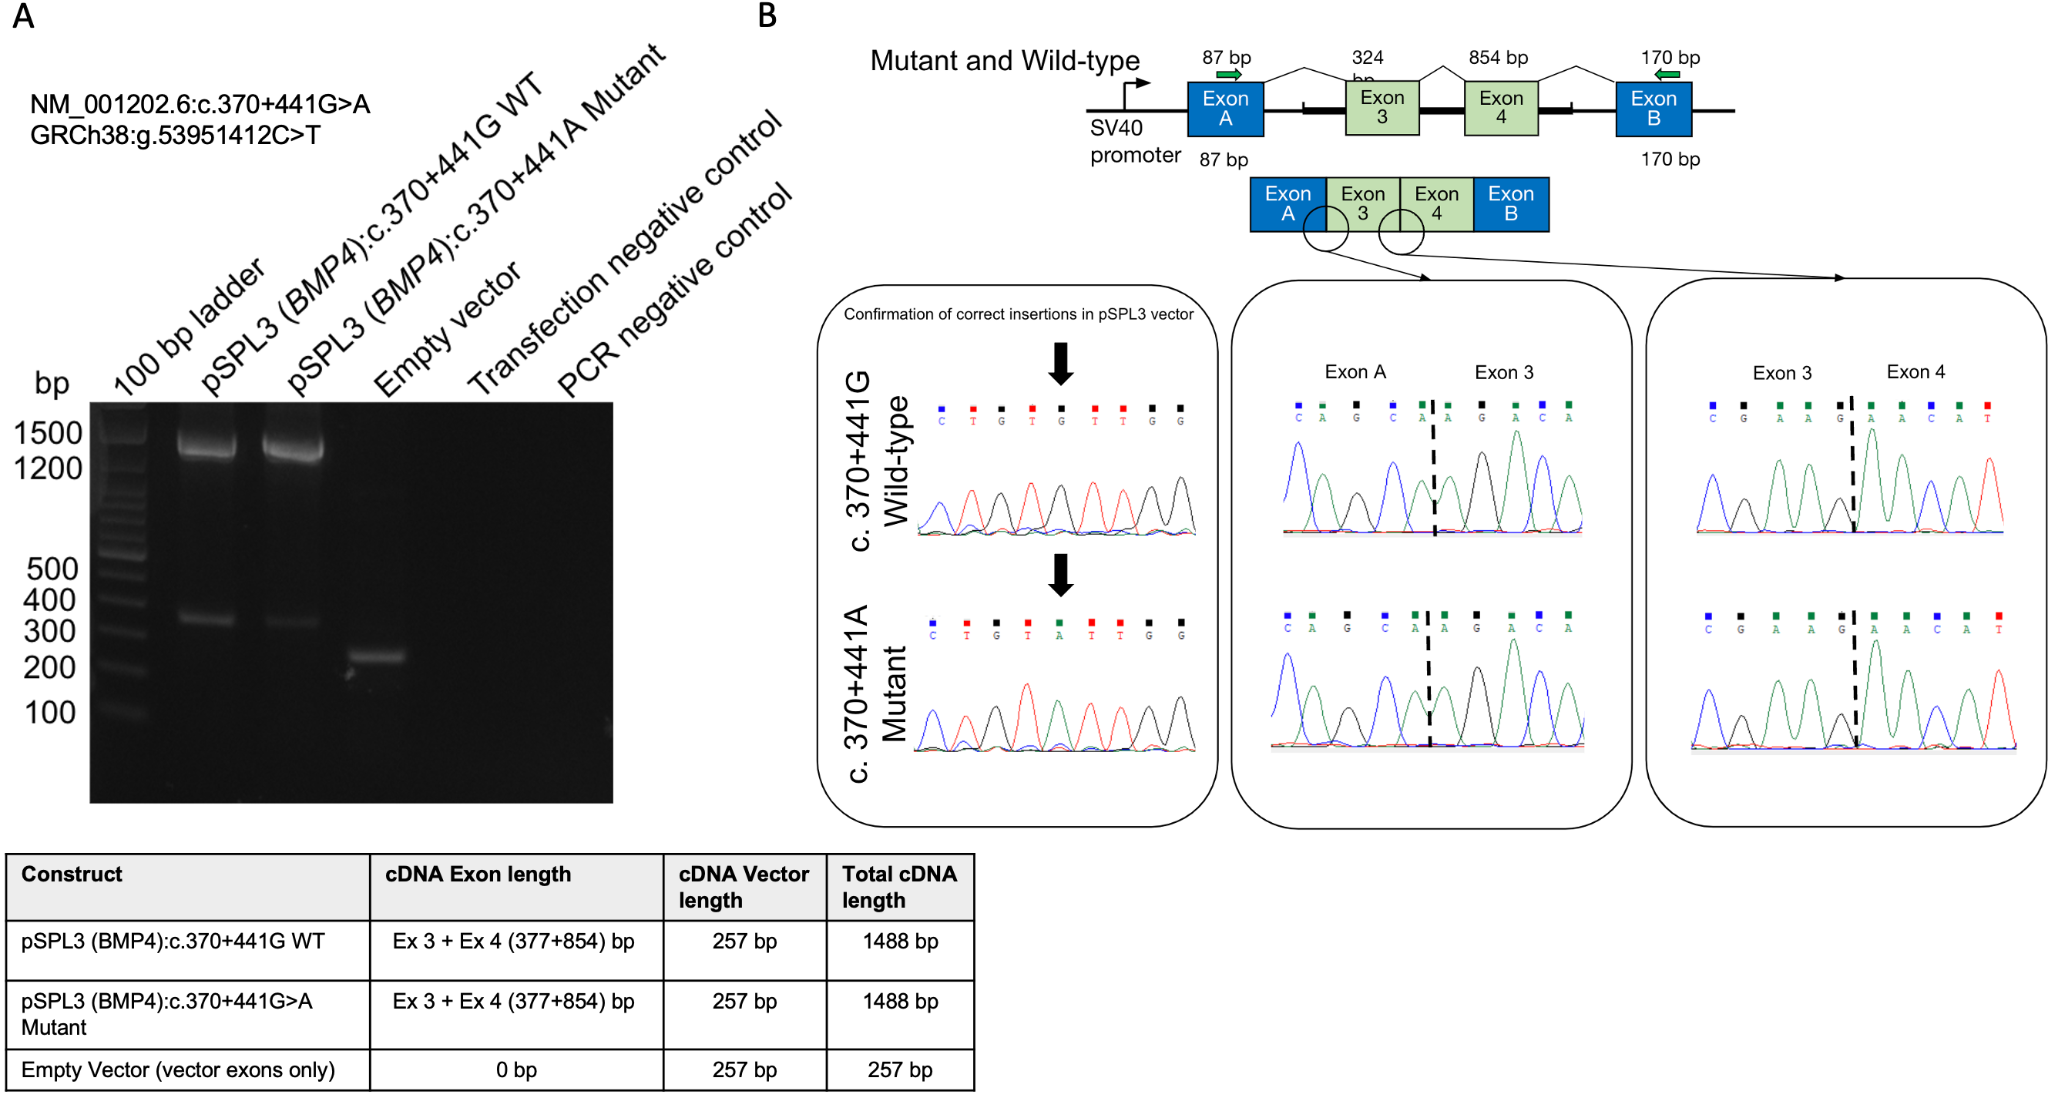 A
NM_001202.6:c.370+441G>A
GRCh38:g.53951412C>T
100 bp ladder
pSPL3 (BMP4):c.370+441G WT
pSPL3 (BMP4):c.370+441A Mutant
Empty vector
Transfection negative control
PCR negative control
bp
1500
1200
500
400
300
200
100
Construct
cDNA Exon length
cDNA Vector
length
Total cDNA
length
pSPL3 (BMP4):c.370+441G WT
Ex 3 + Ex 4 (377+854) bp
257 bp
1488 bp
pSPL3 (BMP4):c.370+441G>A
Mutant
Ex 3 + Ex 4 (377+854) bp
257 bp
1488 bp
Empty Vector (vector exons only)
0 bp
257 bp
257 bp
B
Mutant and Wild-type
87 bp
324
bp
854 bp
170 bp
Exon
A
Exon
3
Exon
4
Exon
B
SV40
promoter
87 bp
170 bp
Exon
A
Exon
3
Exon
4
Exon
B
Confirmation of correct insertions in pSPL3 vector
c. 370+441G
Wild-type
C T G T G T T G G
Exon A
Exon 3
C A G C A A G A C A
Exon 3
Exon 4
C G A A G A A C A T
c. 370+441A
Mutant
C T G T A T T G G
C A G C A A G A C A
C G A A G A A C A T